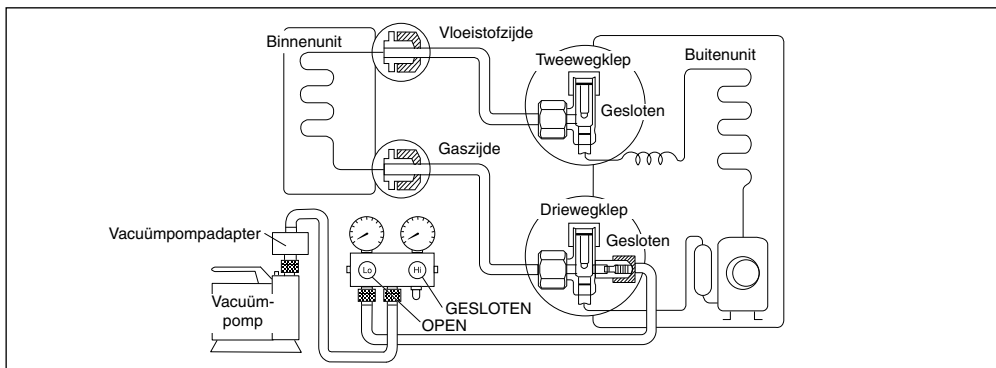 Vloeistofzijde
Binnenunit
Tweewegklep
Buitenunit
Gesloten
Gaszijde
Driewegklep
Gesloten
Vacuümpompadapter
Lo
Hi
GESLOTEN
OPEN
Vacuüm-
pomp